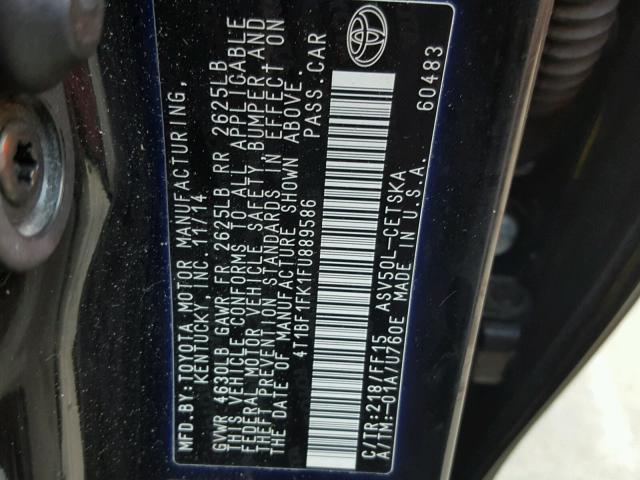 MFD.BY:TOYOTA MOTOR MANUFACTURING,
KENTUCKY, INC. 11/14
GVWR 4630LB GAWR FR 2625LB RR 2625LB
THIS VEHICLE CONFORMS TO ALL APPLICABLE
FEDERAL MOTOR VEHICLE SAFETY, BUMPER AND
THEFT PREVENTION STANDARDS IN EFFECT ON
THE DATE OF MANUFACTURE SHOWN ABOVE.
4T1BF1FK1FU889586 PASS.CAR
C/TR:218/FF15 ASV50L-CETSKA
A/TM:-01A/U760E MADE IN U.S.A.
60483